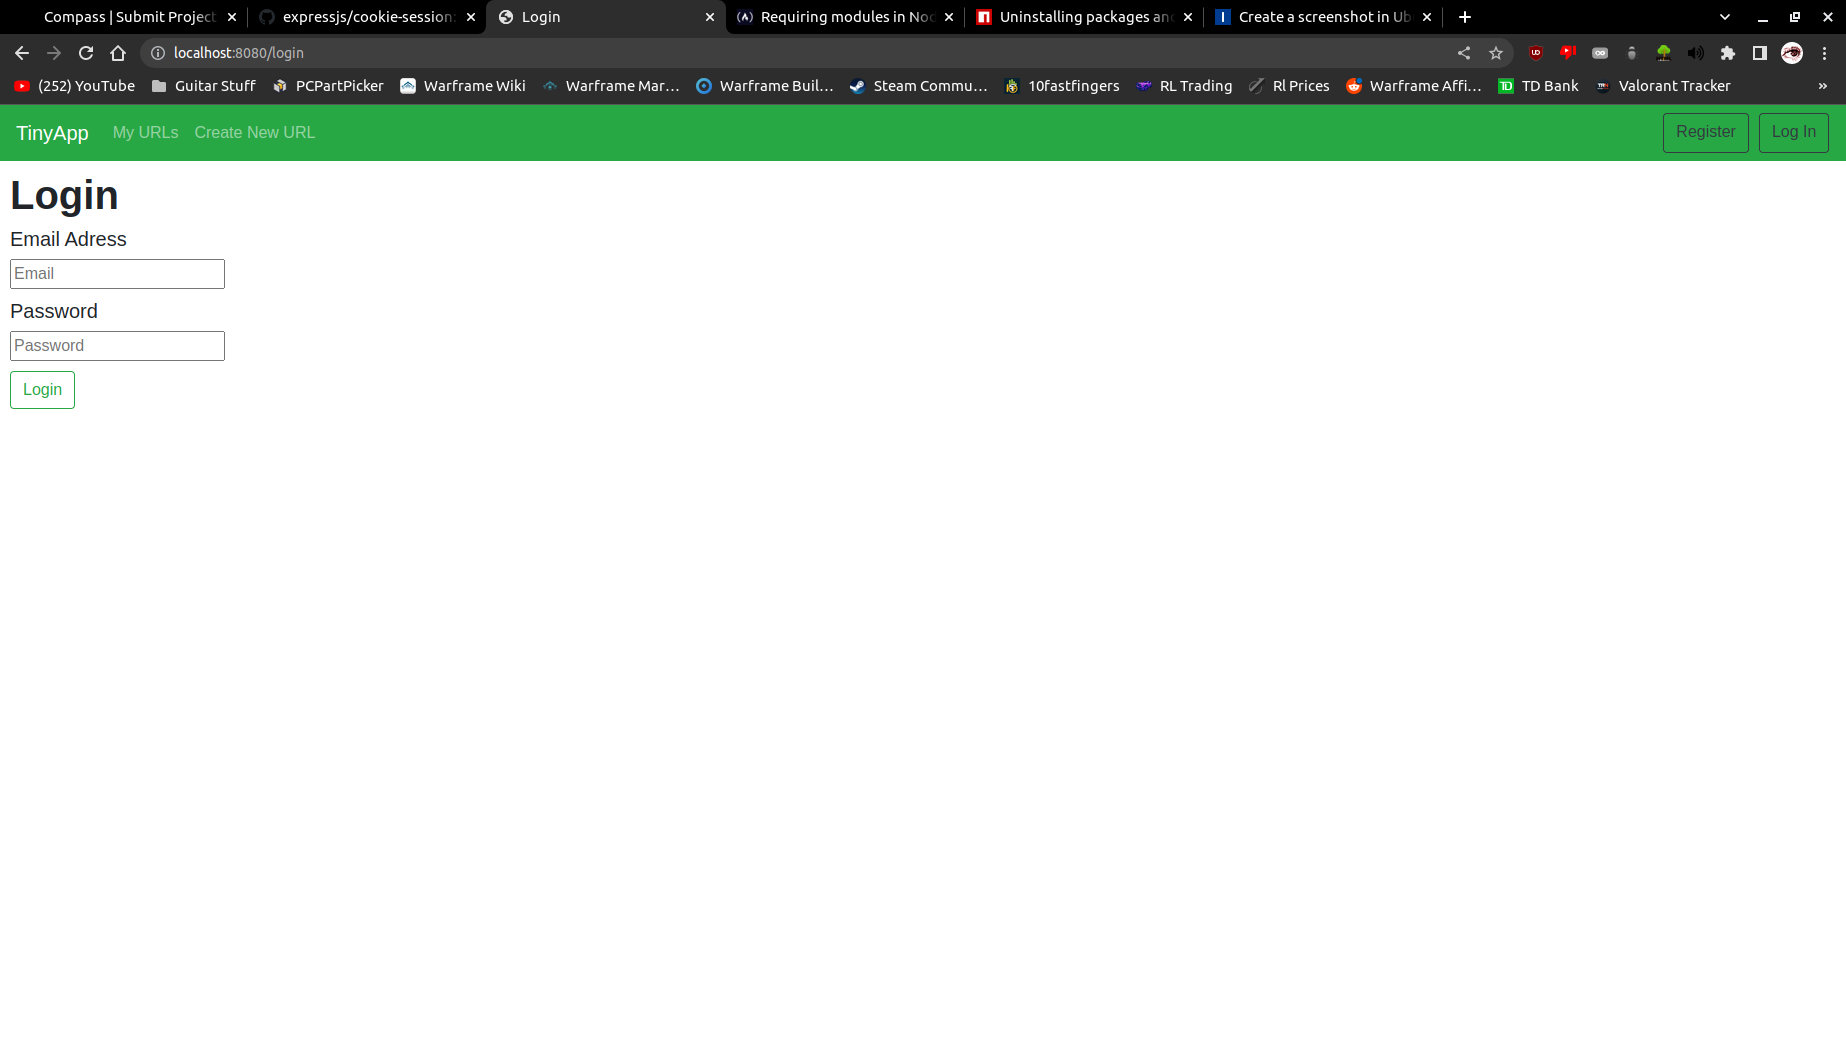 Compass | Submit Project
expressjs/cookie-session:
Login
Requiring modules in Noc
Uninstalling packages and
Create a screenshot in Ub
localhost:8080/login
(252) YouTube
Guitar Stuff
PCPartPicker
Warframe Wiki
Warframe Mar…
Warframe Buil…
Steam Commu…
10fastfingers
RL Trading
Rl Prices
Warframe Affi…
TD Bank
Valorant Tracker
»
TinyApp
My URLs
Create New URL
Register
Log In
Login
Email Adress
Email
Password
Password
Login